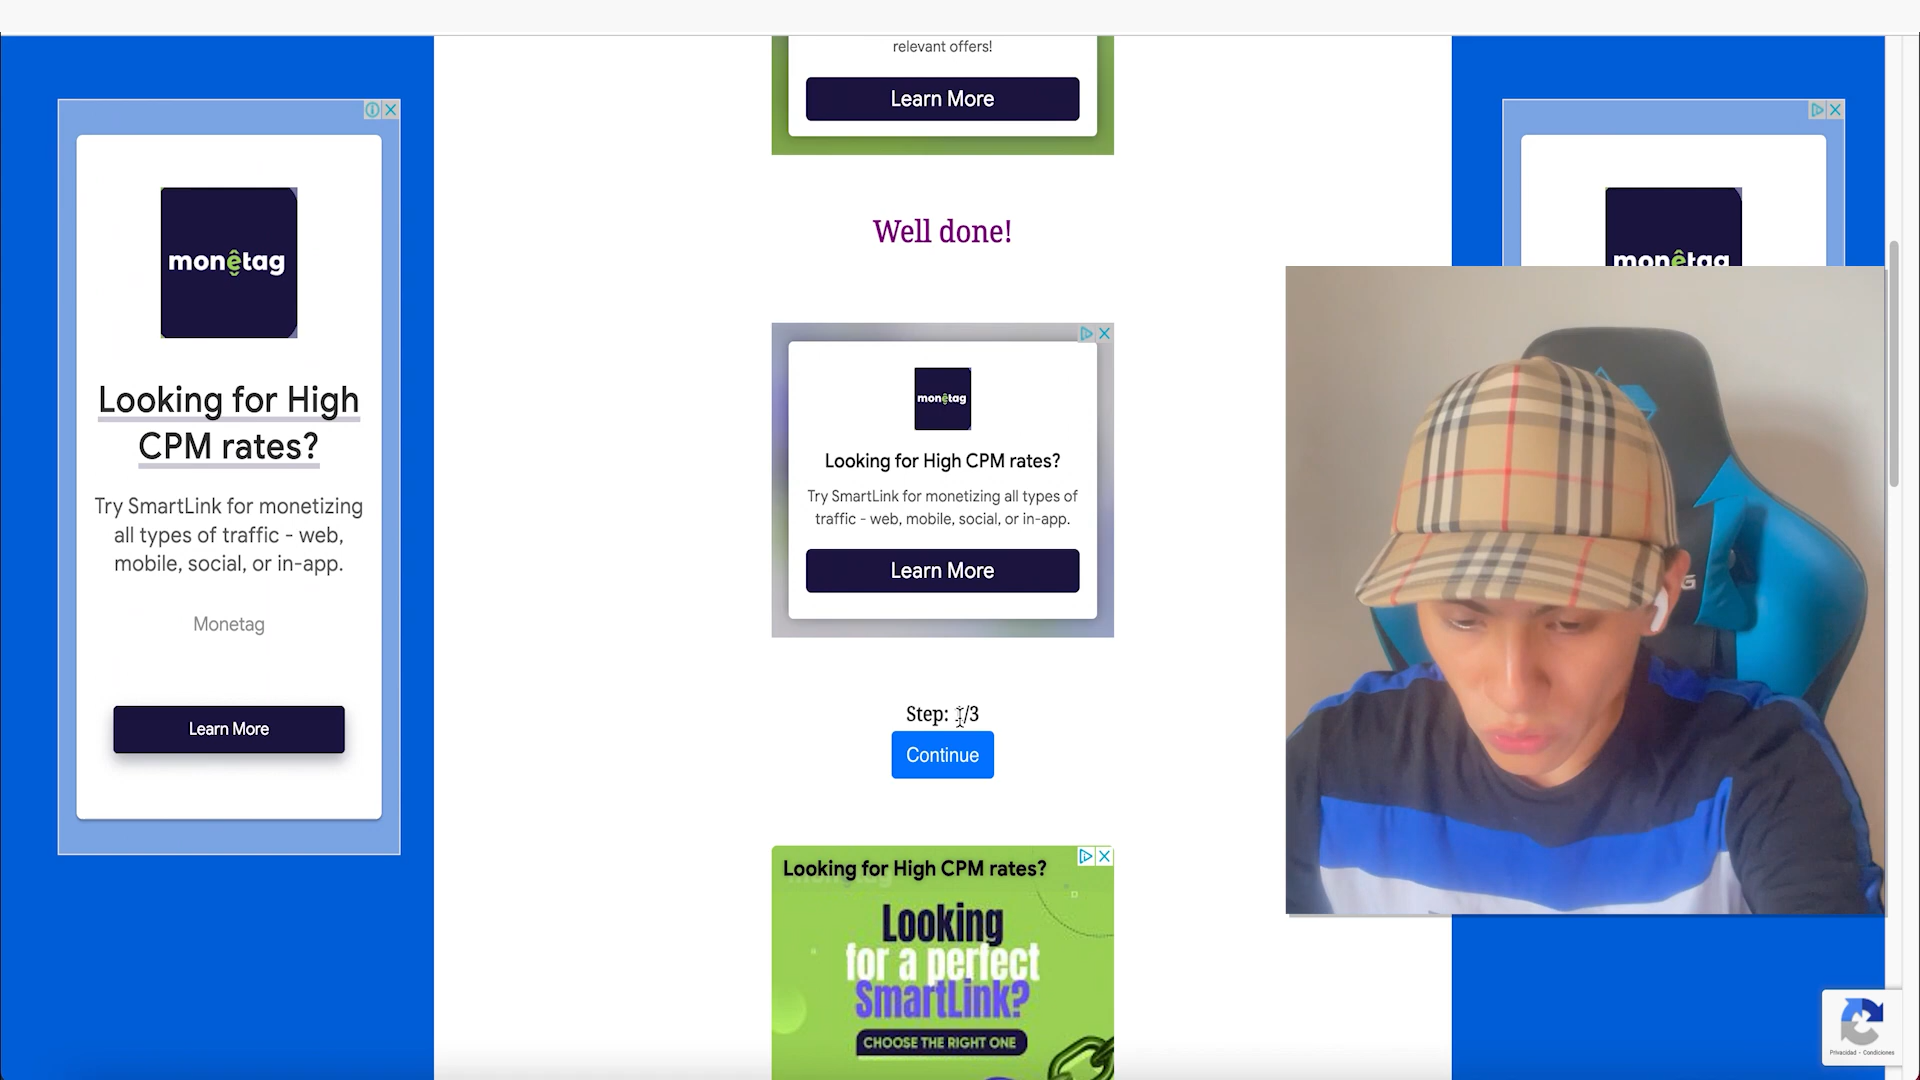 monetag
Looking for High
CPM rates?
Try SmartLink for monetizing
all types of traffic - web,
mobile, social, or in-app.
Monetag
Learn More
relevant offers!
Learn More
Well done!
monetag
Looking for High CPM rates?
Try SmartLink for monetizing all types of
traffic - web, mobile, social, or in-app.
Learn More
Step: /3
Continue
Looking for High CPM rates?
Looking
for a perfect
SmartLink?
CHOOSE THE RIGHT ONE
monetag
G
Privacidad - Condiciones